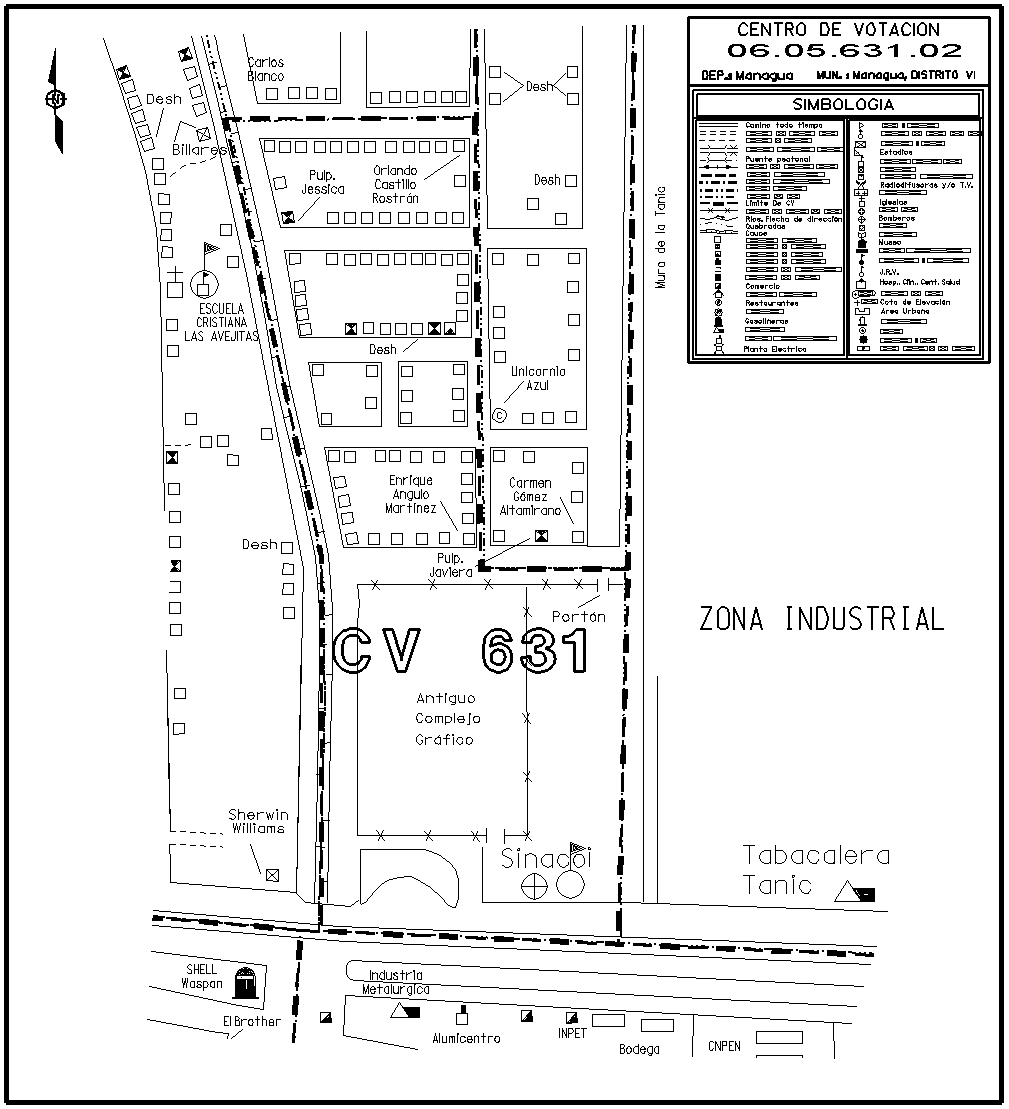 CENTRO DE VOTACION
06.05.631.02
DEP.: Managua MUN. : Managua, DISTRITO VI
SIMBOLOGIA
Camino todo tiempo
Puente peatonal
Limite De CV
Rios. Flecha de dirección
Quebradas
Cauce
Comercio
Restaurantes
Gasolineras
Planta Electrica
Estadios
Radiodifusoras y/o T.V.
Iglesias
Bomberos
Museo
J.R.V.
Hosp., Clin., Cent. Salud
Cota de Elevación
Area Urbana
Carlos
Blanco
Desh
Desh
Billares
Pulp.
Jessica
Orlando
Castillo
Rostrán
Desh
Muro de la Tanic
ESCUELA
CRISTIANA
LAS AVEJITAS
Desh
Unicornio
Azul
Enrique
Angulo
Martínez
Carmen
Gómez
Altamirano
Desh
Pulp.
Javiera
Portón
ZONA INDUSTRIAL
CV 631
Antiguo
Complejo
Gráfico
Sherwin
Williams
Sinacoi
Tabacalera
Tanic
SHELL
Waspan
El Brother
Industria
Metalurgica
Alumicentro
INPET
Bodega
CNPEN
C